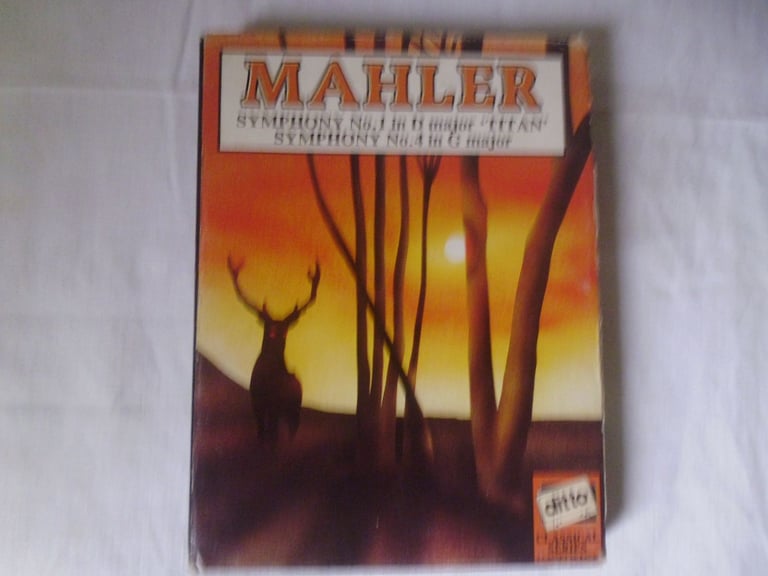 MAHLER
SYMPHONY No.1 in D major "TITAN"
SYMPHONY No.4 in G major
ditto
CLASSICAL
SERIES